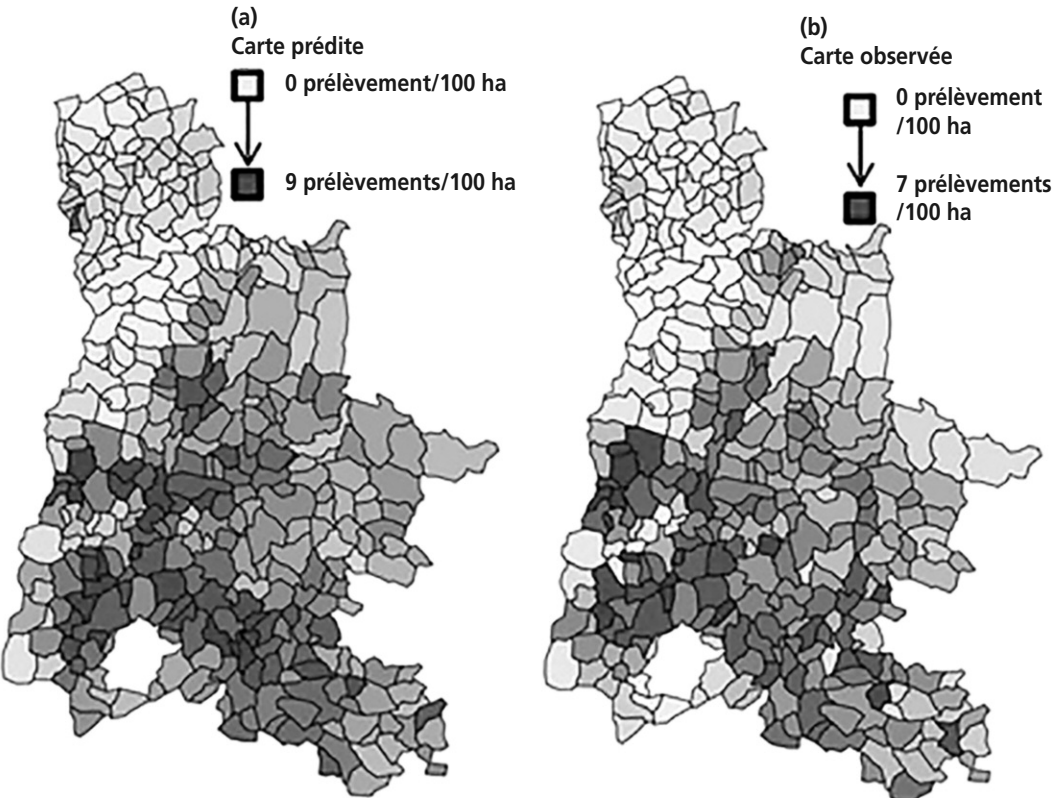 (a)
Carte prédite
0 prélèvement/100 ha
9 prélèvements/100 ha
(b)
Carte observée
0 prélèvement
/100 ha
7 prélèvements
/100 ha